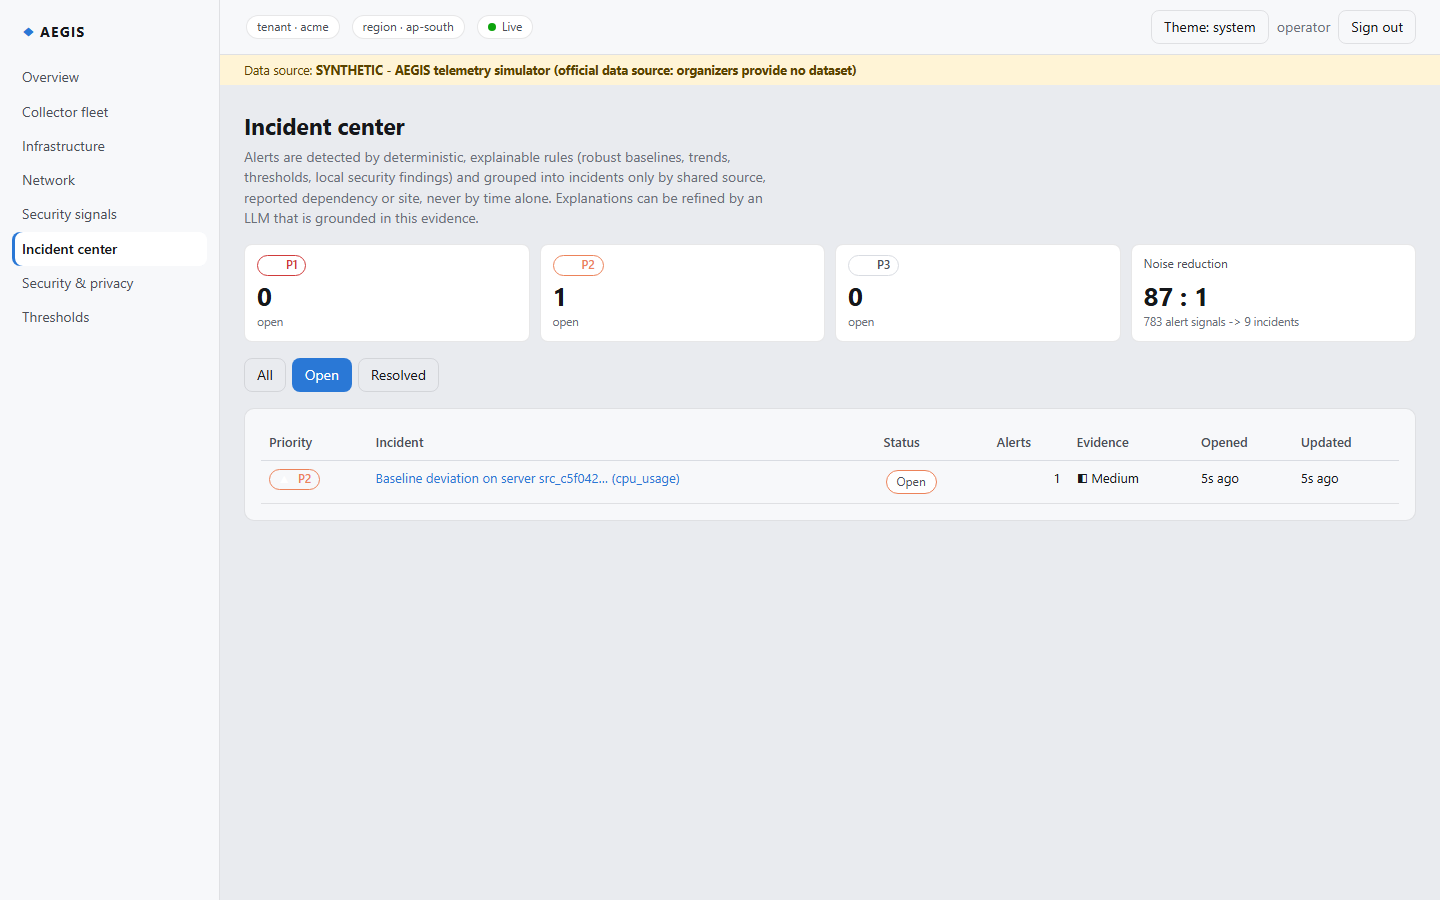 AEGIS
Overview
Collector fleet
Infrastructure
Network
Security signals
Incident center
Security & privacy
Thresholds
tenant · acme
region · ap-south
Live
Theme: system
operator
Sign out
Data source: SYNTHETIC - AEGIS telemetry simulator (official data source: organizers provide no dataset)
Incident center
Alerts are detected by deterministic, explainable rules (robust baselines, trends,
thresholds, local security findings) and grouped into incidents only by shared source,
reported dependency or site, never by time alone. Explanations can be refined by an
LLM that is grounded in this evidence.
P1
0
open
P2
1
open
P3
0
open
Noise reduction
87 : 1
783 alert signals -> 9 incidents
All
Open
Resolved
Priority Incident Status Alerts Evidence Opened Updated
P2 Baseline deviation on server src_c5f042... (cpu_usage) Open 1 Medium 5s ago 5s ago